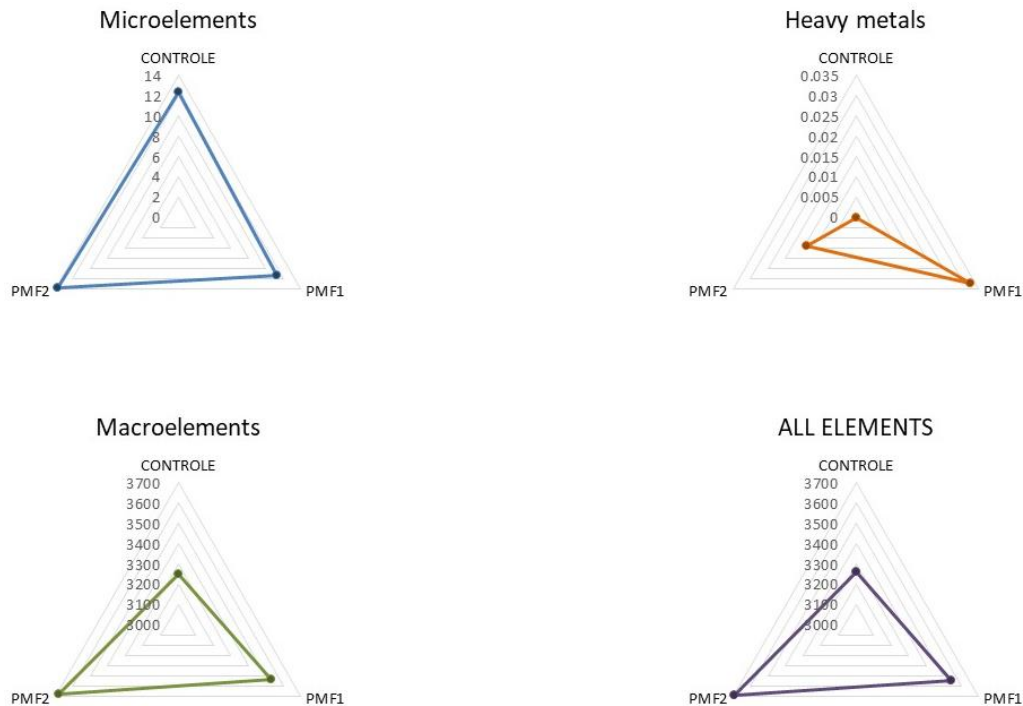 Microelements
CONTROLE
14
12
10
8
6
4
2
0
PMF2
PMF1
Heavy metals
CONTROLE
0.035
0.03
0.025
0.02
0.015
0.01
0.005
0
PMF2
PMF1
Macroelements
CONTROLE
3700
3600
3500
3400
3300
3200
3100
3000
PMF2
PMF1
ALL ELEMENTS
CONTROLE
3700
3600
3500
3400
3300
3200
3100
3000
PMF2
PMF1